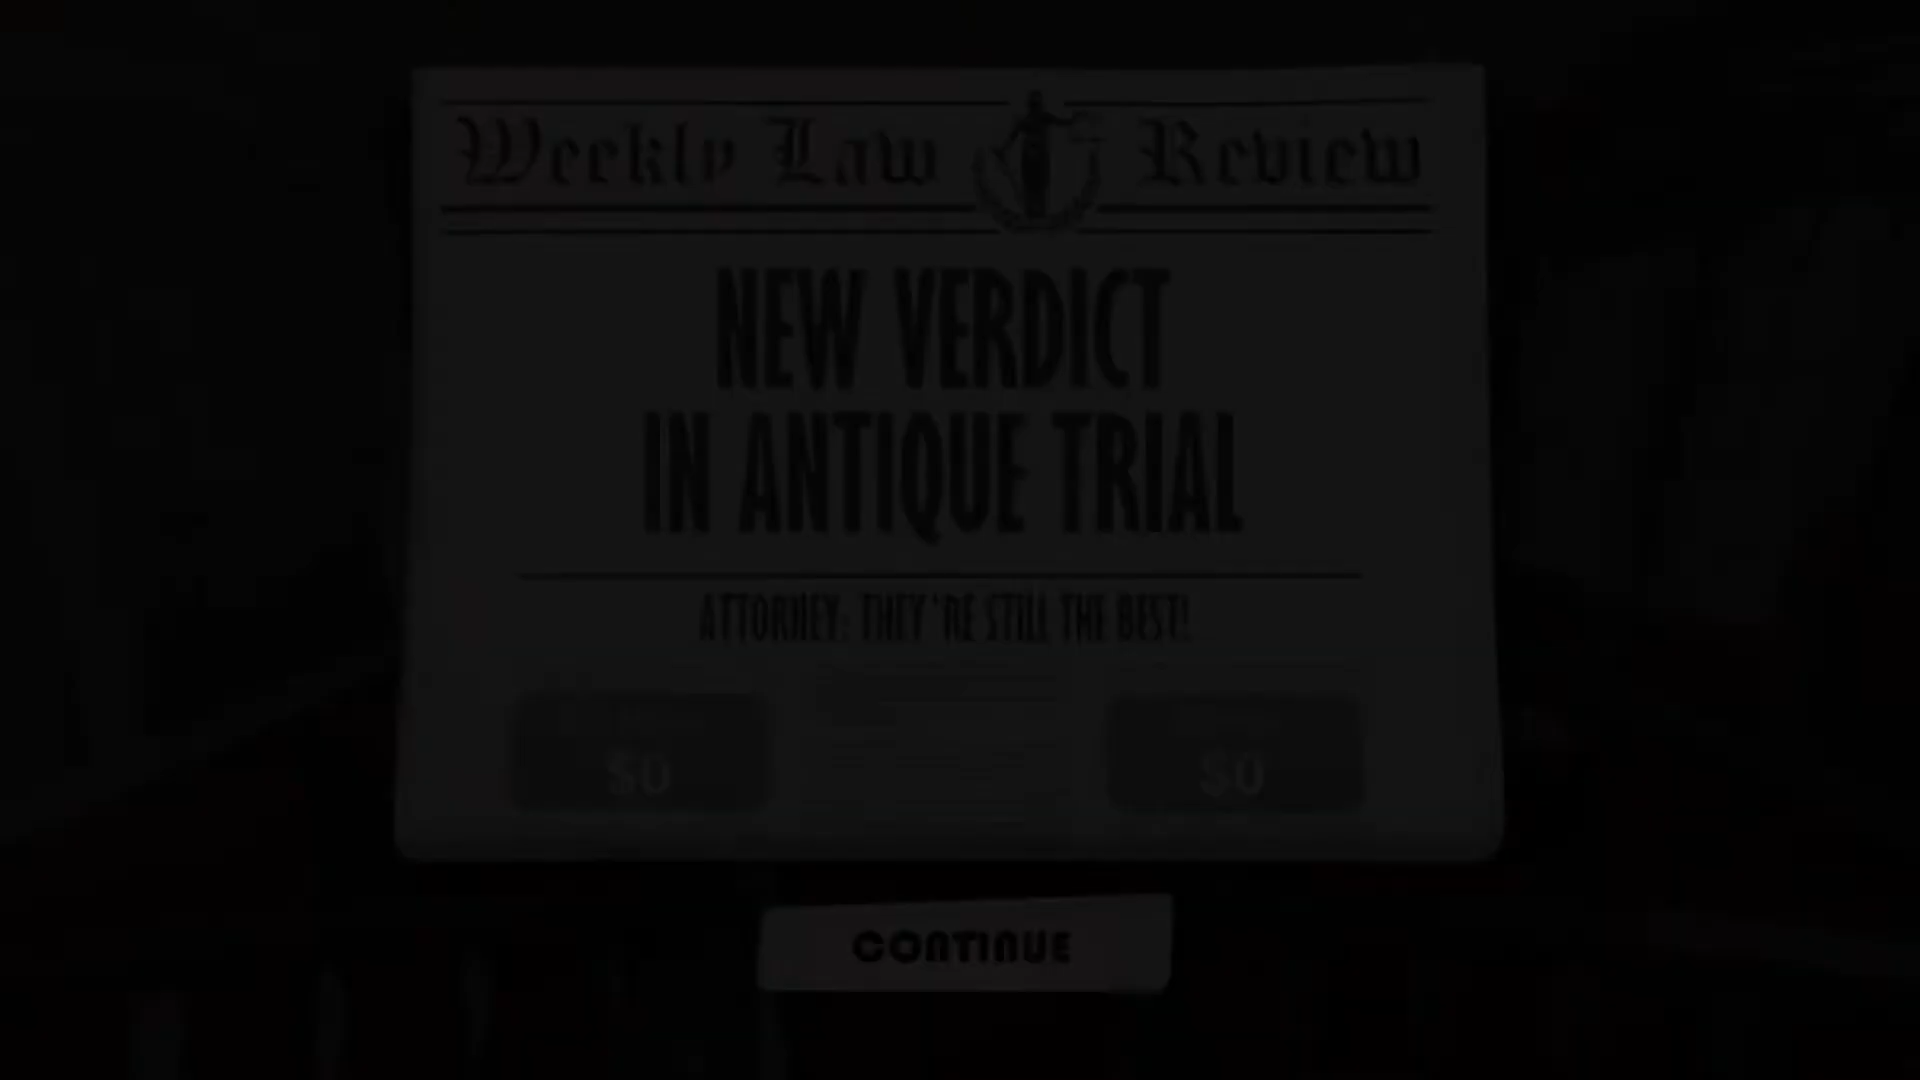 Weekly Law Review
NEW VERDICT
IN ANTIQUE TRIAL
ATTORNEY: THEY'RE STILL THE BEST!
$0
$0
CONTINUE